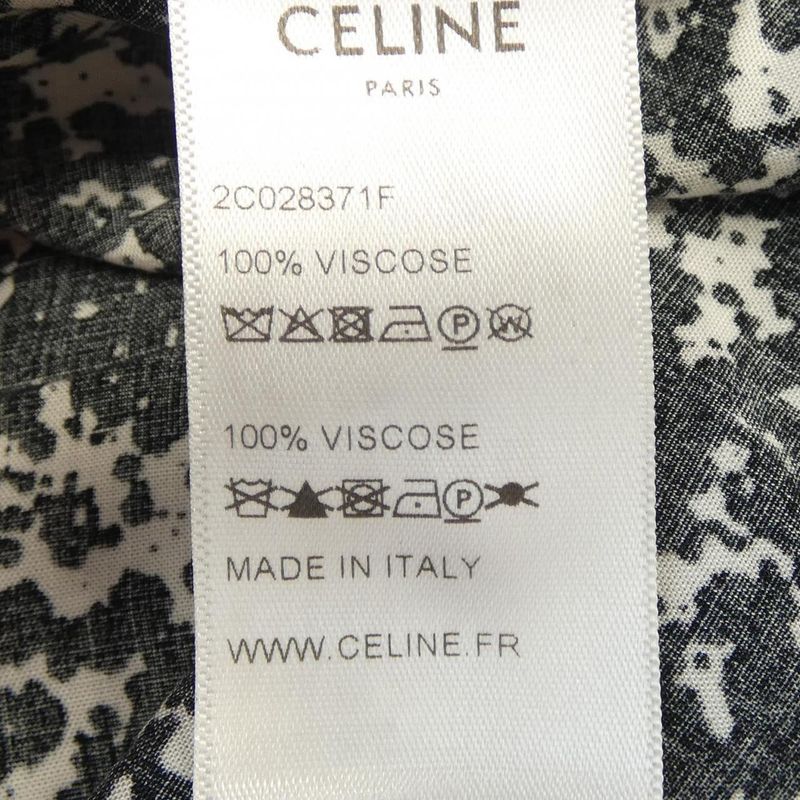 CELINE
PARIS
2C028371F
100% VISCOSE
P W
100% VISCOSE
P
MADE IN ITALY
WWW.CELINE.FR